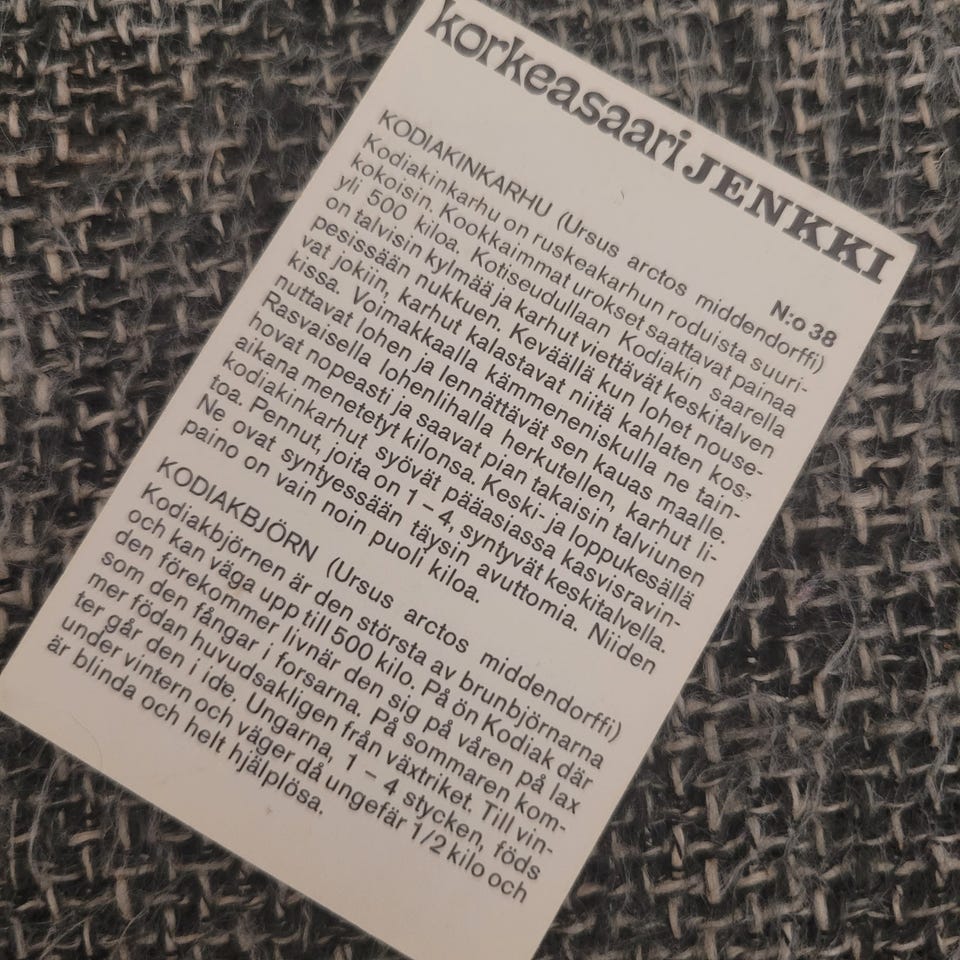 korkeasaari JENKKI
N:o 38
KODIAKINKARHU (Ursus arctos middendorffi)
Kodiakinkarhu on ruskeakarhun roduista suuri-
kokoisin. Kookkaimmat urokset saattavat painaa
yli 500 kiloa. Kotiseudullaan Kodiakin saarella
on talvisin kylmää ja karhut viettävät keskitalven
pesissään nukkuen. Keväällä kun lohet nouse-
vat jokiin, karhut kalastavat niitä kahlaten kos-
kissa. Voimakkaalla kämmeneniskulla ne tain-
nuttavat lohen ja lennättävät sen kauas maalle.
Rasvaisella lohenlihalla herkutellen, karhut li-
hovat nopeasti ja saavat pian takaisin talviunen
aikana menetetyt kilonsa. Keski- ja loppukesällä
kodiakinkarhut syövät pääasiassa kasvisravin-
toa. Pennut, joita on 1 – 4, syntyvät keskitalvella.
Ne ovat syntyessään täysin avuttomia. Niiden
paino on vain noin puoli kiloa.
KODIAKBJÖRN (Ursus arctos middendorffi)
Kodiakbjörnen är den största av brunbjörnarna
och kan väga upp till 500 kilo. På ön Kodiak där
den förekommer livnär den sig på våren på lax
som den fångar i forsarna. På sommaren kom-
mer födan huvudsakligen från växtriket. Till vin-
ter går den i ide. Ungarna, 1 – 4 stycken, föds
under vintern och väger då ungefär 1/2 kilo och
är blinda och helt hjälplösa.